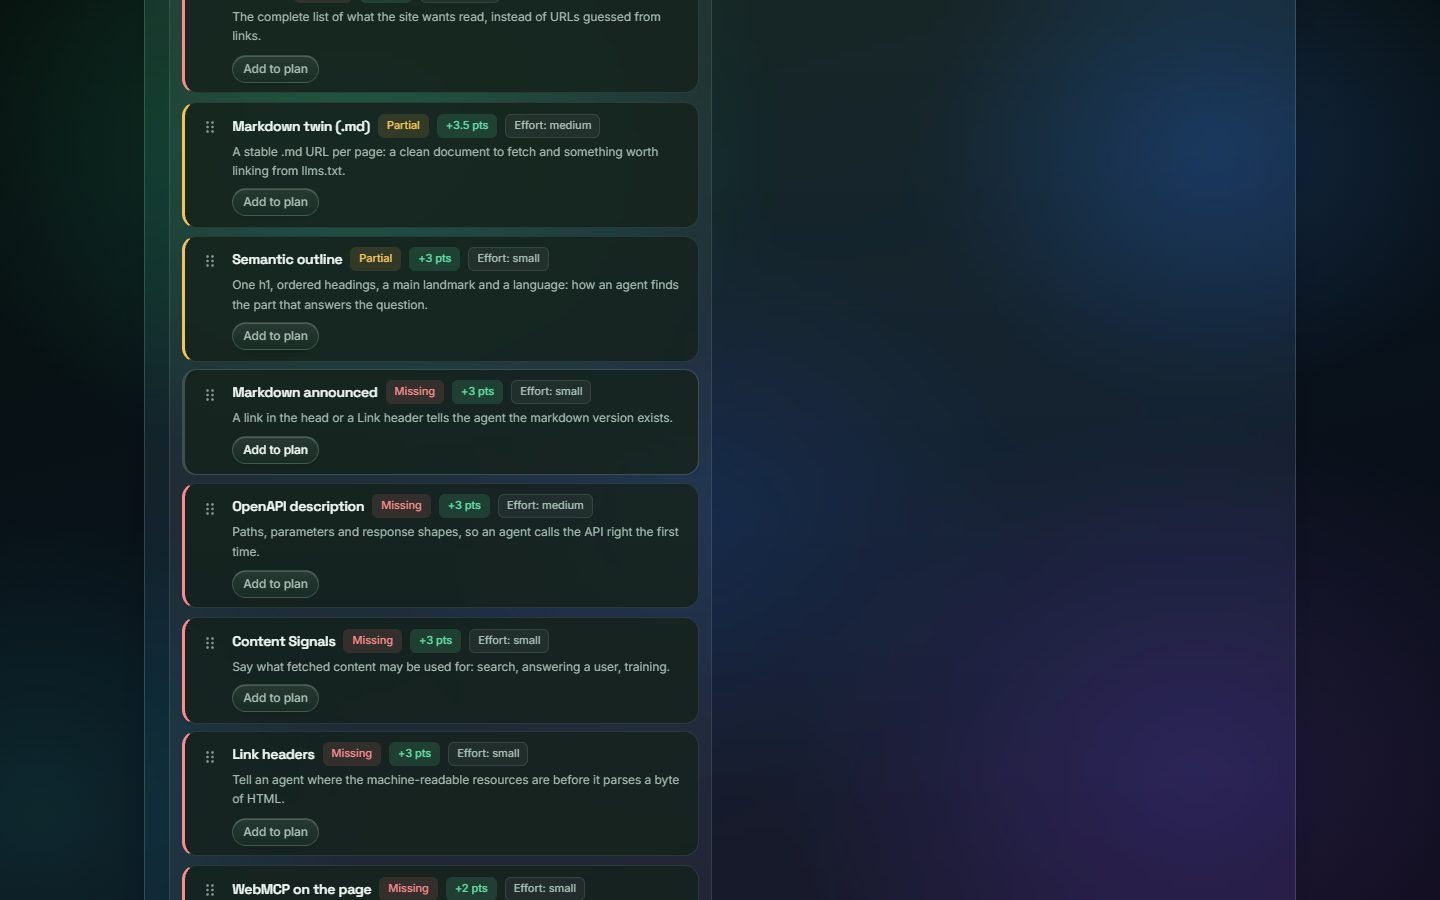 The complete list of what the site wants read, instead of URLs guessed from
links.
Add to plan
Markdown twin (.md) Partial +3.5 pts Effort: medium
A stable .md URL per page: a clean document to fetch and something worth
linking from llms.txt.
Add to plan
Semantic outline Partial +3 pts Effort: small
One h1, ordered headings, a main landmark and a language: how an agent finds
the part that answers the question.
Add to plan
Markdown announced Missing +3 pts Effort: small
A link in the head or a Link header tells the agent the markdown version exists.
Add to plan
OpenAPI description Missing +3 pts Effort: medium
Paths, parameters and response shapes, so an agent calls the API right the first
time.
Add to plan
Content Signals Missing +3 pts Effort: small
Say what fetched content may be used for: search, answering a user, training.
Add to plan
Link headers Missing +3 pts Effort: small
Tell an agent where the machine-readable resources are before it parses a byte
of HTML.
Add to plan
WebMCP on the page Missing +2 pts Effort: small